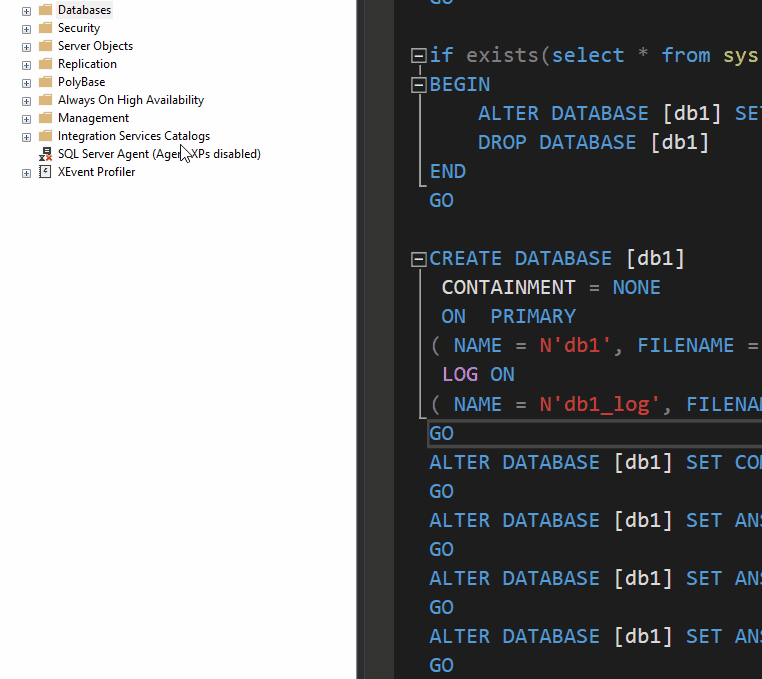 Databases
Security
Server Objects
Replication
PolyBase
Always On High Availability
Management
Integration Services Catalogs
SQL Server Agent (Agent XPs disabled)
XEvent Profiler
GO
if exists(select * from sys
BEGIN
ALTER DATABASE [db1] SET
DROP DATABASE [db1]
END
GO
CREATE DATABASE [db1]
CONTAINMENT = NONE
ON PRIMARY
( NAME = N'db1', FILENAME =
LOG ON
( NAME = N'db1_log', FILENAM
GO
ALTER DATABASE [db1] SET COM
GO
ALTER DATABASE [db1] SET ANS
GO
ALTER DATABASE [db1] SET ANS
GO
ALTER DATABASE [db1] SET ANS
GO